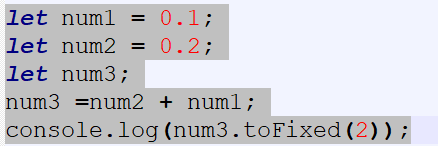 let num1 = 0.1;
let num2 = 0.2;
let num3;
num3 =num2 + num1;
console.log(num3.toFixed(2));